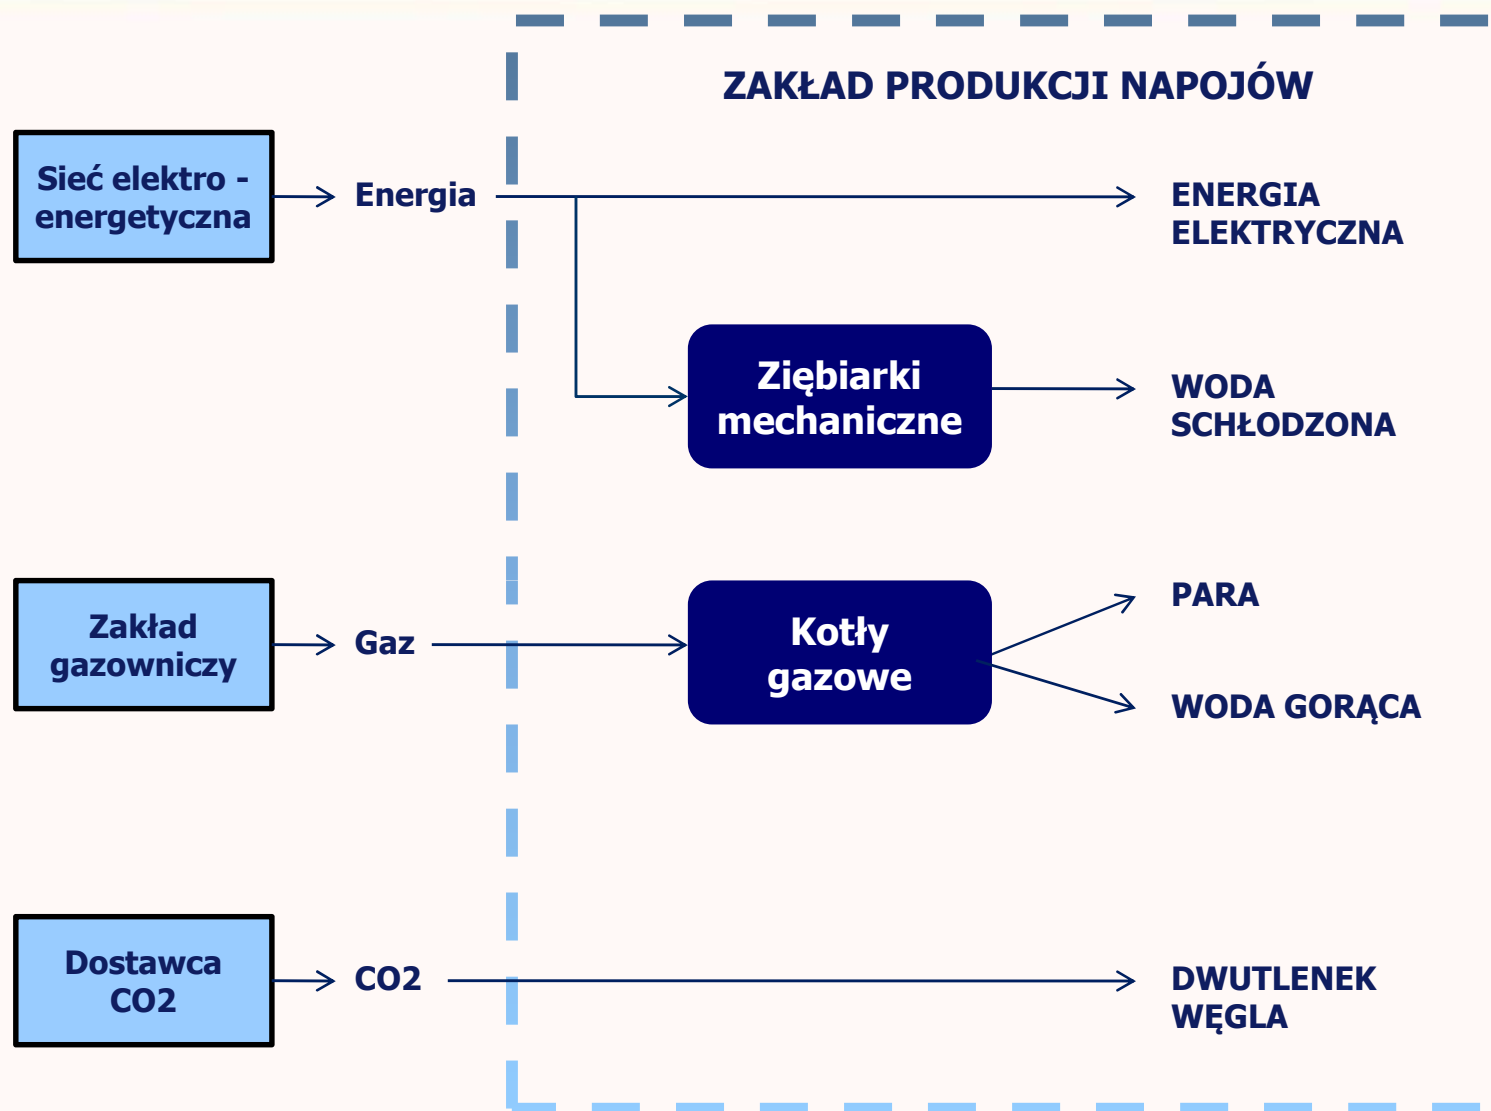 ZAKŁAD PRODUKCJI NAPOJÓW
Sieć elektro -
energetyczna
Energia
ENERGIA
ELEKTRYCZNA
Ziębiarki
mechaniczne
WODA
SCHŁODZONA
Zakład
gazowniczy
Gaz
Kotły
gazowe
PARA
WODA GORĄCA
Dostawca
CO2
CO2
DWUTLENEK
WĘGLA